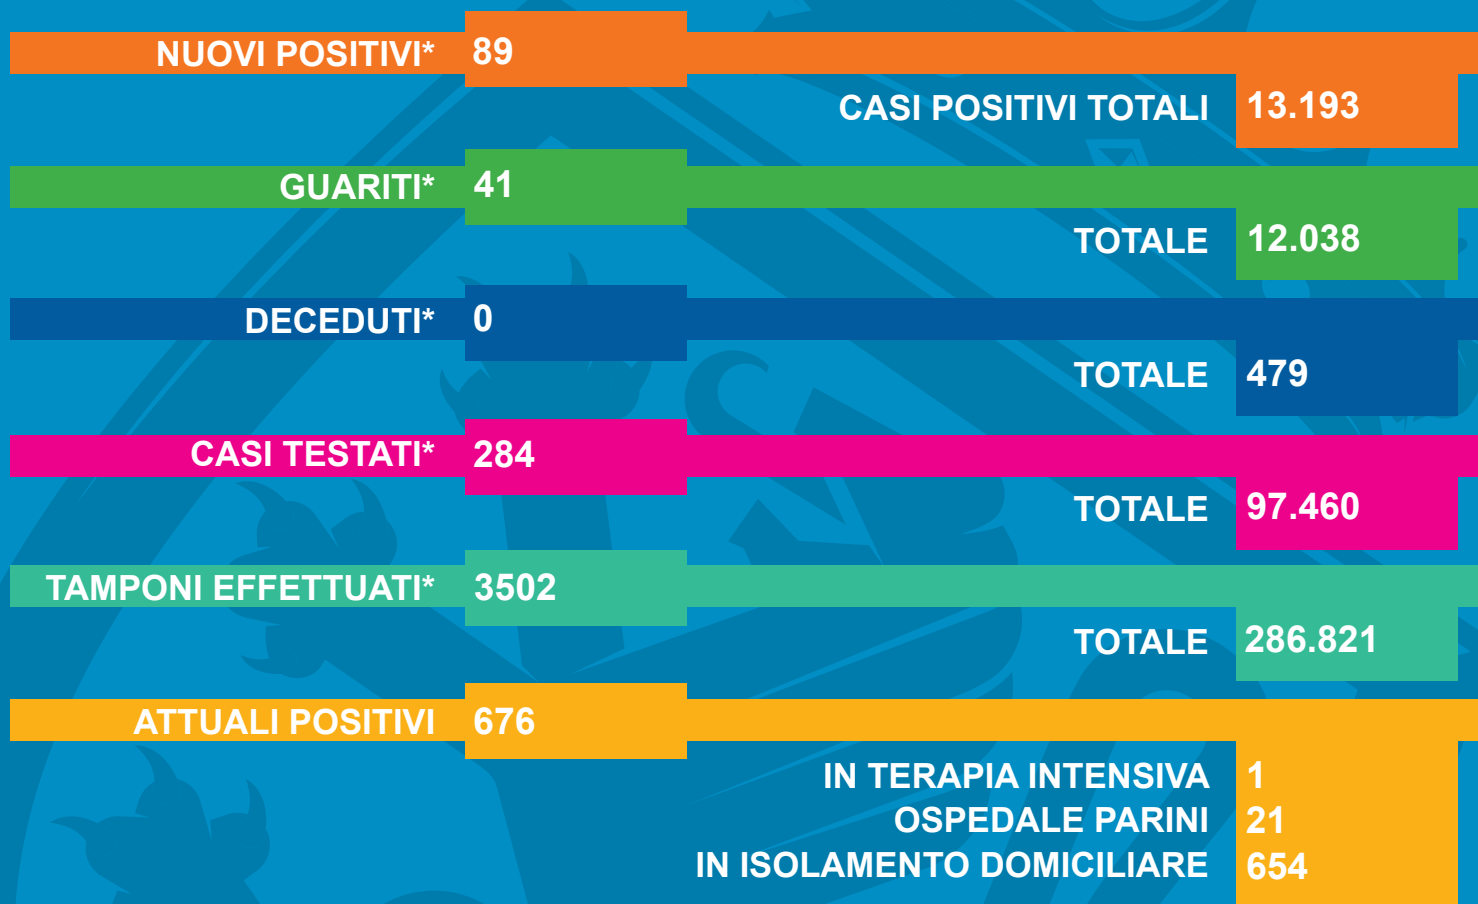 NUOVI POSITIVI* 89
CASI POSITIVI TOTALI 13.193
GUARITI* 41
TOTALE 12.038
DECEDUTI* 0
TOTALE 479
CASI TESTATI* 284
TOTALE 97.460
TAMPONI EFFETTUATI* 3502
TOTALE 286.821
ATTUALI POSITIVI 676
IN TERAPIA INTENSIVA 1
OSPEDALE PARINI 21
IN ISOLAMENTO DOMICILIARE 654